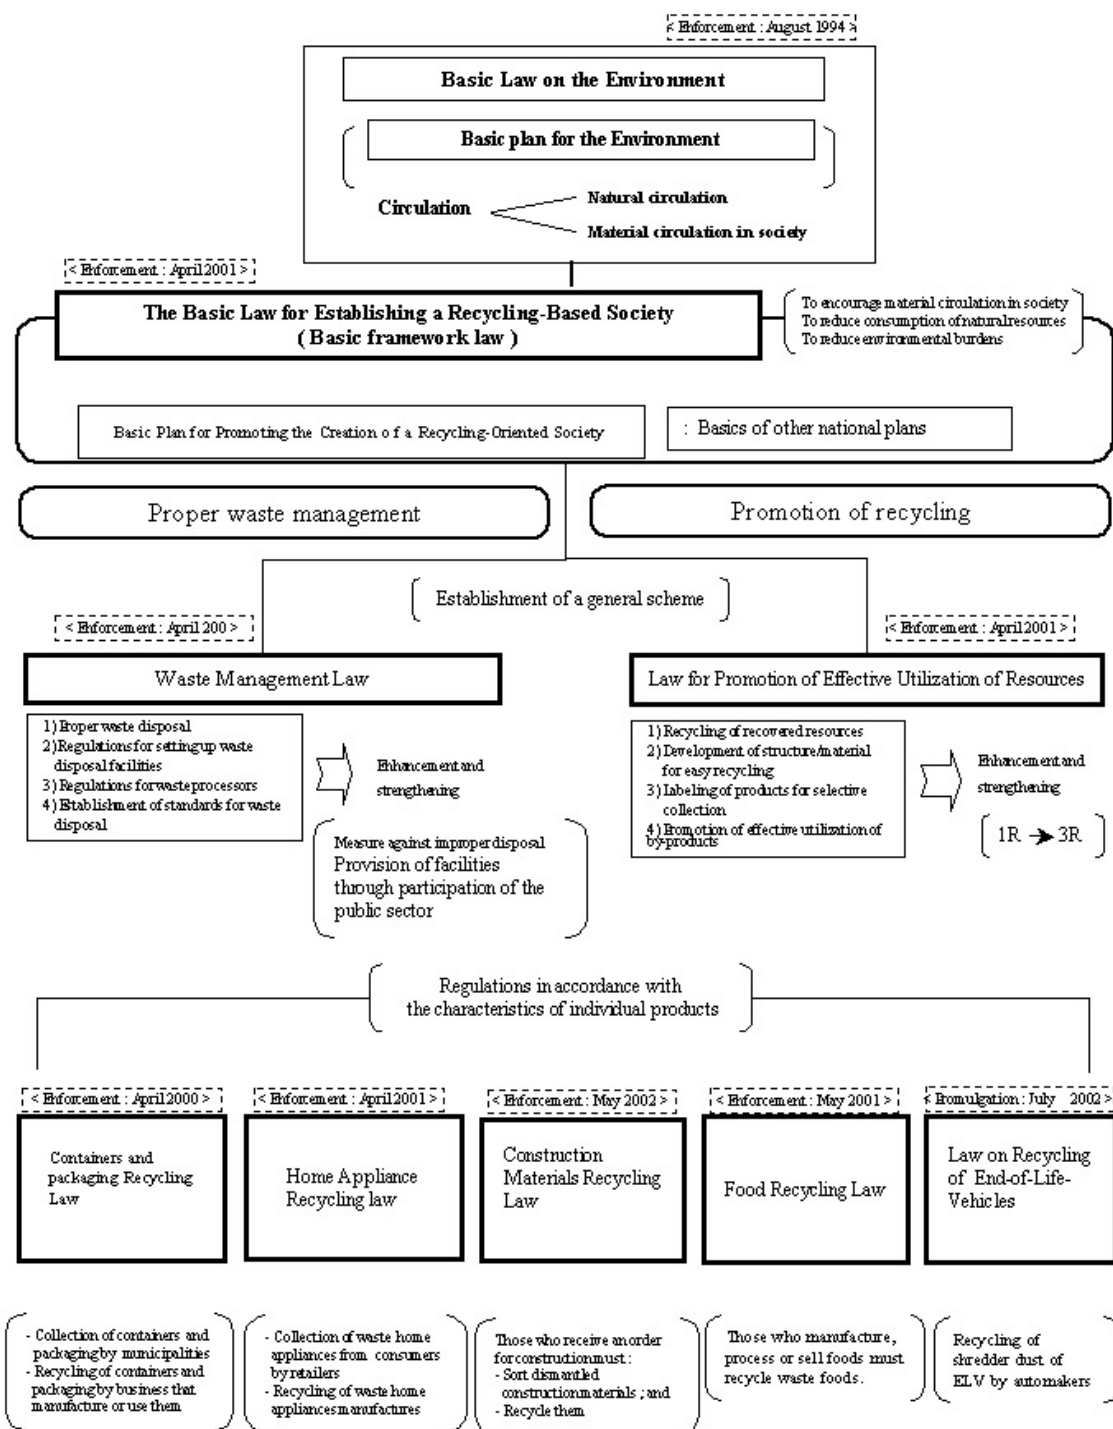 < Enforcement : August 1994 >
Basic Law on the Environment
Basic plan for the Environment
Circulation
Natural circulation
Material circulation in society
< Enforcement : April 2001 >
The Basic Law for Establishing a Recycling-Based Society
( Basic framework law )
To encourage material circulation in society
To reduce consumption of natural resources
To reduce environmental burdens
Basic Plan for Promoting the Creation of a Recycling-Oriented Society
: Basics of other national plans
Proper waste management
Promotion of recycling
Establishment of a general scheme
< Enforcement : April 200 >
Waste Management Law
1) Proper waste disposal
2) Regulations for setting up waste
disposal facilities
3) Regulations for waste processors
4) Establishment of standards for waste
disposal
Enhancement and
strengthening
Measure against improper disposal
Provision of facilities
through participation of the
public sector
< Enforcement : April 2001 >
Law for Promotion of Effective Utilization of Resources
1) Recycling of recovered resources
2) Development of structure/material
for easy recycling
3) Labeling of products for selective
collection
4) Promotion of effective utilization of
by-products
Enhancement and
strengthening
1R → 3R
Regulations in accordance with
the characteristics of individual products
< Enforcement : April 2000 >
Containers and
packaging Recycling
Law
- Collection of containers and
packaging by municipalities
- Recycling of containers and
packaging by business that
manufacture or use them
< Enforcement : April 2001 >
Home Appliance
Recycling law
- Collection of waste home
appliances from consumers
by retailers
- Recycling of waste home
appliances manufactures
< Enforcement : May 2002 >
Construction
Materials Recycling
Law
Those who receive an order
for construction must :
- Sort dismantled
construction materials ; and
- Recycle them
< Enforcement : May 2001 >
Food Recycling Law
Those who manufacture,
process or sell foods must
recycle waste foods.
< Promulgation : July 2002 >
Law on Recycling
of End-of-Life-
Vehicles
Recycling of
shredder dust of
ELV by automakers